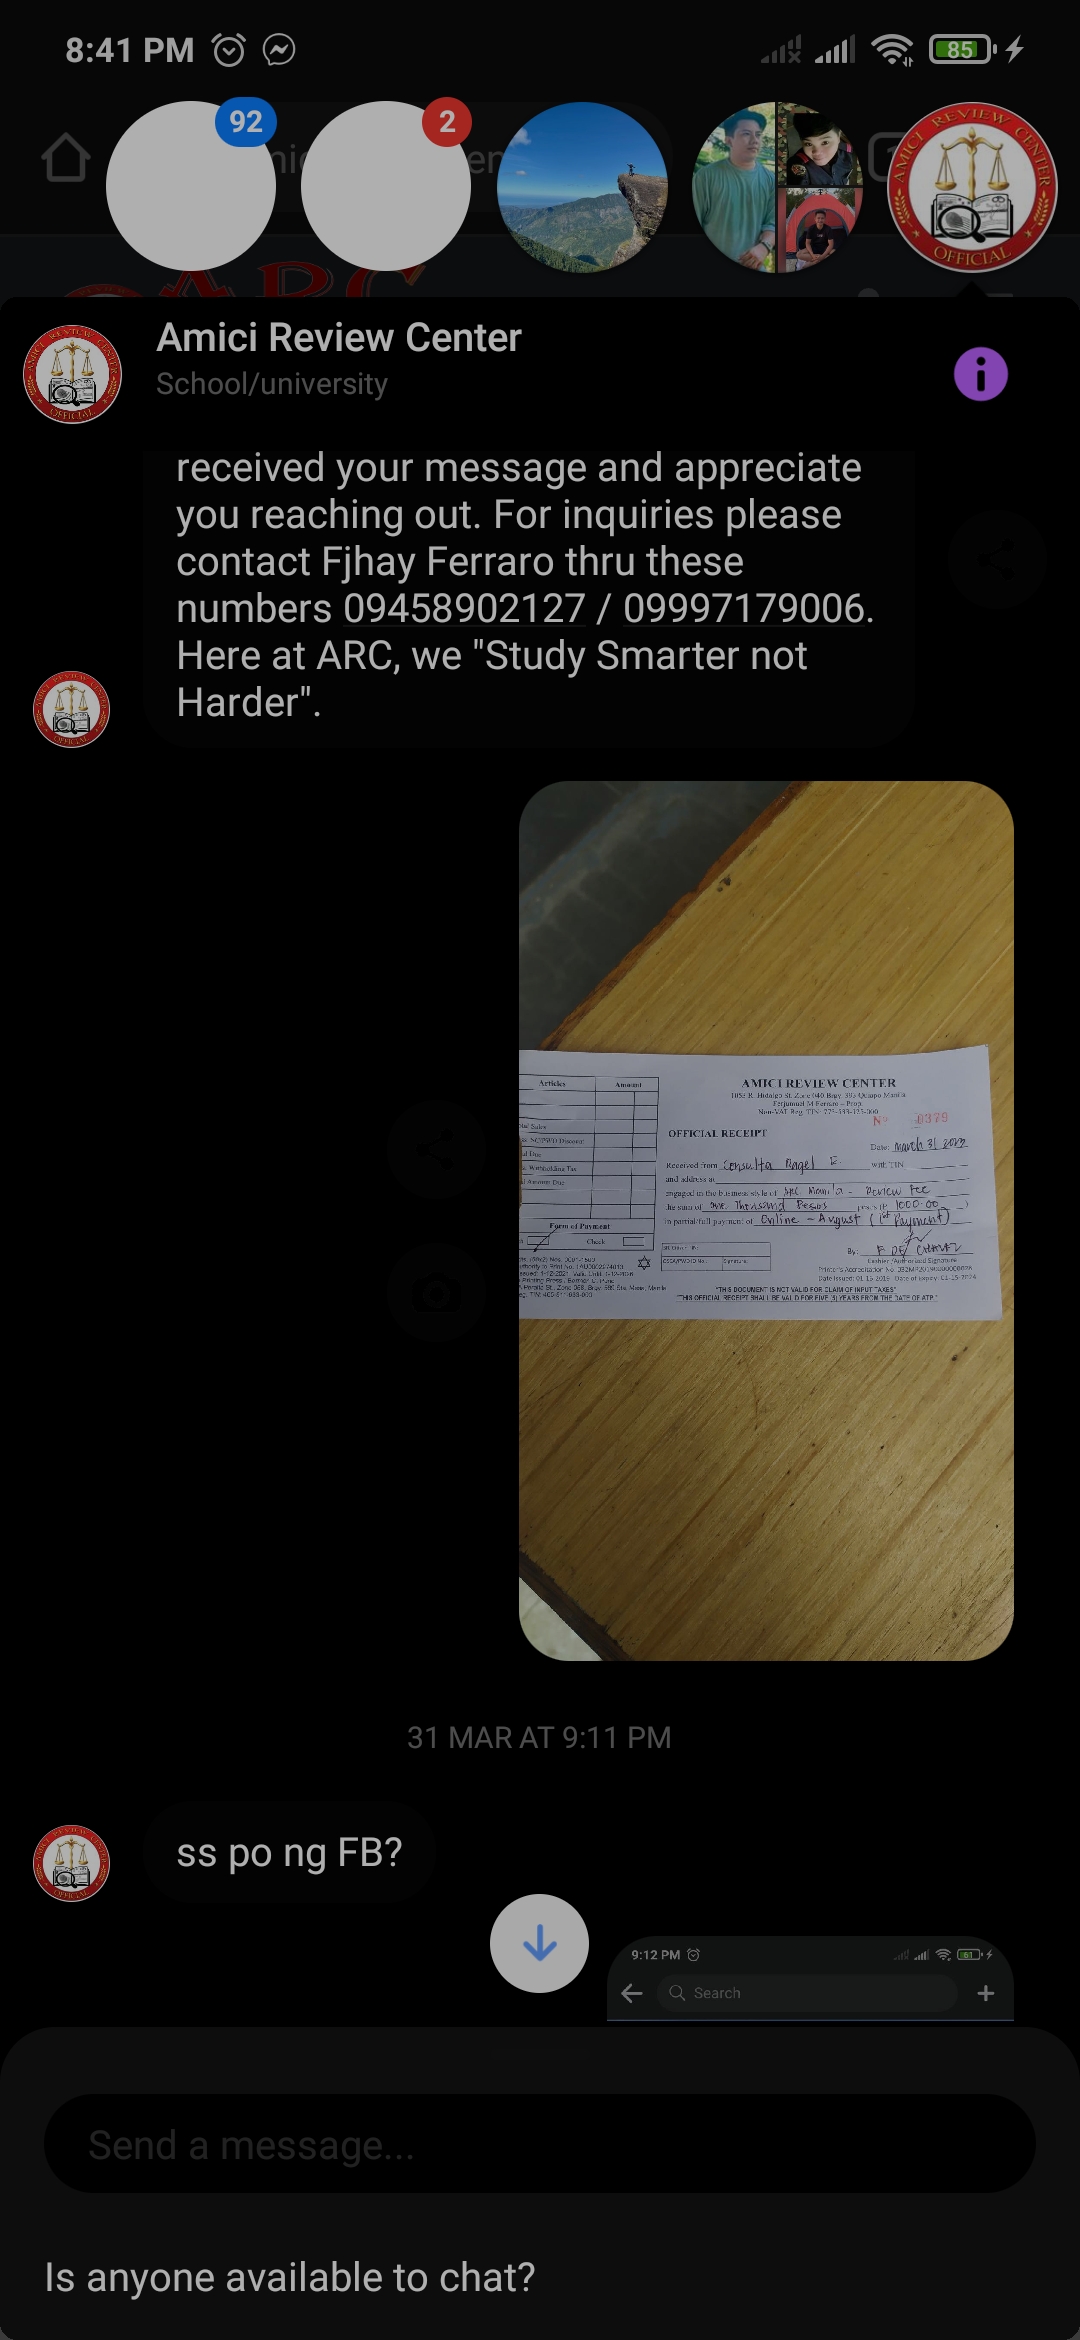 8:41 PM
85
92
2
AMICI REVIEW CENTER
OFFICIAL
ARC
Amici Review Center
School/university
received your message and appreciate
you reaching out. For inquiries please
contact Fjhay Ferraro thru these
numbers 09458902127 / 09997179006.
Here at ARC, we "Study Smarter not
Harder".
Articles Amount
Form of Payment
Check
AMICI REVIEW CENTER
Nº 0379
OFFICIAL RECEIPT
Date: March 31 2022
Received from Consulta Ragel E. with TIN
and address at
engaged in the business style of ARC Manila - Review Fee
the sum of One Thousand Pesos pesos (P 1000.00 )
in partial/full payment of Online - August (1st Payment)
By: F DE CHAVEZ
Cashier/Authorized Signature
"THIS DOCUMENT IS NOT VALID FOR CLAIM OF INPUT TAXES"
"THIS OFFICIAL RECEIPT SHALL BE VALID FOR FIVE (5) YEARS FROM THE DATE OF ATP."
31 MAR AT 9:11 PM
ss po ng FB?
9:12 PM
61
Search
Send a message...
Is anyone available to chat?